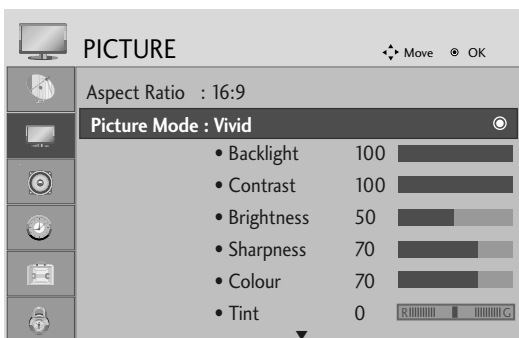 PICTURE
Move ◉ OK
Aspect Ratio : 16:9
Picture Mode : Vivid
• Backlight 100
• Contrast 100
• Brightness 50
• Sharpness 70
• Colour 70
• Tint 0 R G